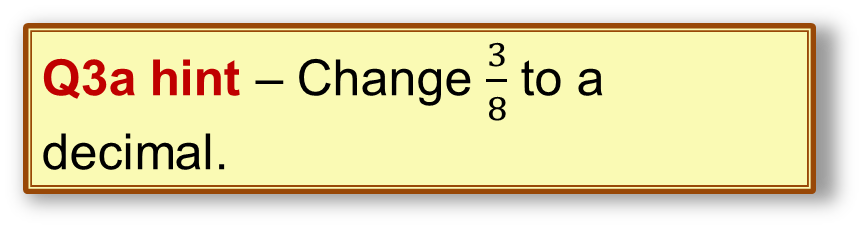 Q3a hint – Change 3/8 to a
decimal.